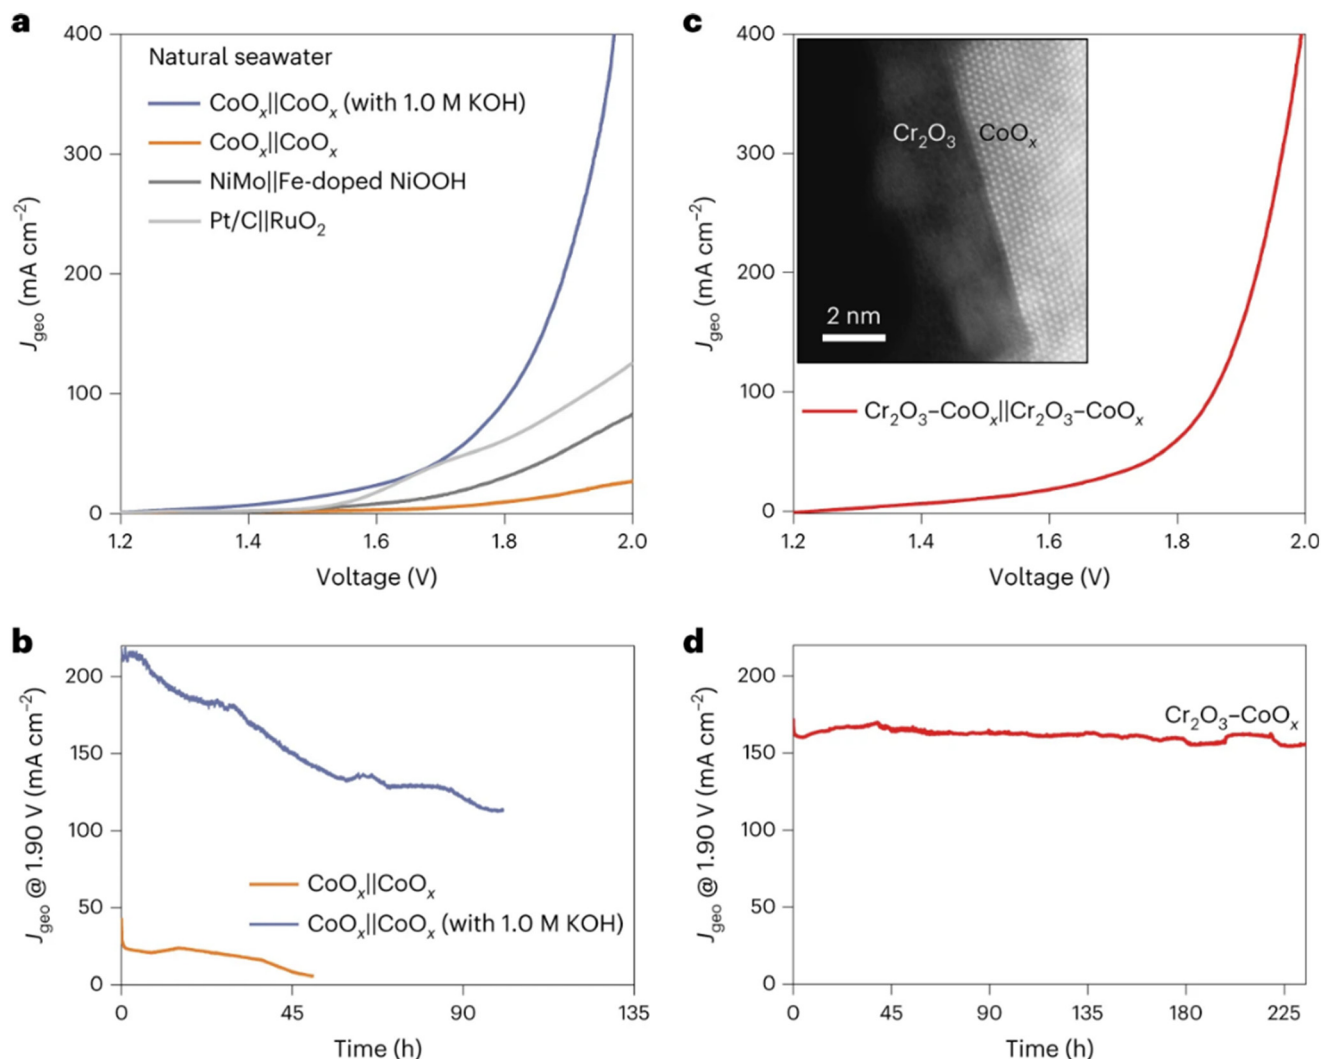 a
400
300
200
100
0
J_geo (mA cm⁻²)
Natural seawater
CoOₓ||CoOₓ (with 1.0 M KOH)
CoOₓ||CoOₓ
NiMo||Fe-doped NiOOH
Pt/C||RuO₂
1.2 1.4 1.6 1.8 2.0
Voltage (V)
c
400
300
200
100
0
J_geo (mA cm⁻²)
Cr₂O₃ CoOₓ
2 nm
Cr₂O₃–CoOₓ||Cr₂O₃–CoOₓ
1.2 1.4 1.6 1.8 2.0
Voltage (V)
b
200
150
100
50
0
J_geo @ 1.90 V (mA cm⁻²)
CoOₓ||CoOₓ
CoOₓ||CoOₓ (with 1.0 M KOH)
0 45 90 135
Time (h)
d
200
150
100
50
0
J_geo @ 1.90 V (mA cm⁻²)
Cr₂O₃–CoOₓ
0 45 90 135 180 225
Time (h)